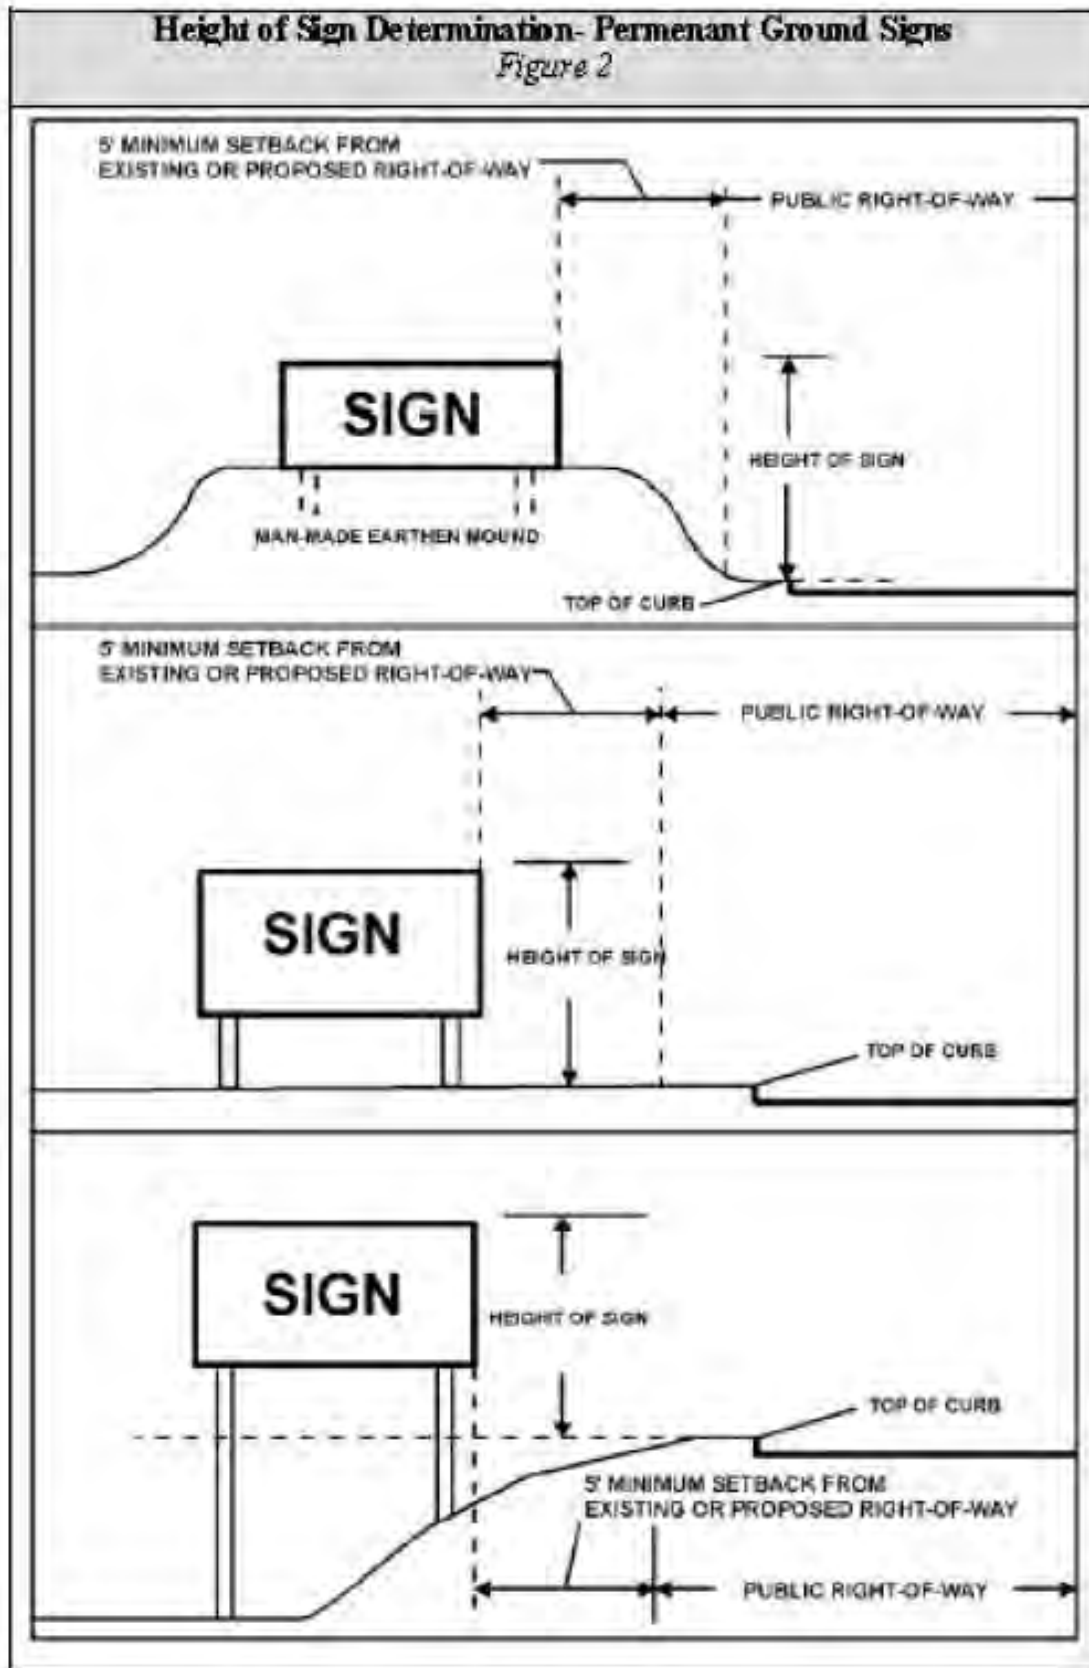 Height of Sign Determination- Permenant Ground Signs
Figure 2
5' MINIMUM SETBACK FROM
EXISTING OR PROPOSED RIGHT-OF-WAY
PUBLIC RIGHT-OF-WAY
SIGN
HEIGHT OF SIGN
MAN-MADE EARTHEN MOUND
TOP OF CURB
5' MINIMUM SETBACK FROM
EXISTING OR PROPOSED RIGHT-OF-WAY
PUBLIC RIGHT-OF-WAY
SIGN
HEIGHT OF SIGN
TOP OF CURB
SIGN
HEIGHT OF SIGN
TOP OF CURB
5' MINIMUM SETBACK FROM
EXISTING OR PROPOSED RIGHT-OF-WAY
PUBLIC RIGHT-OF-WAY